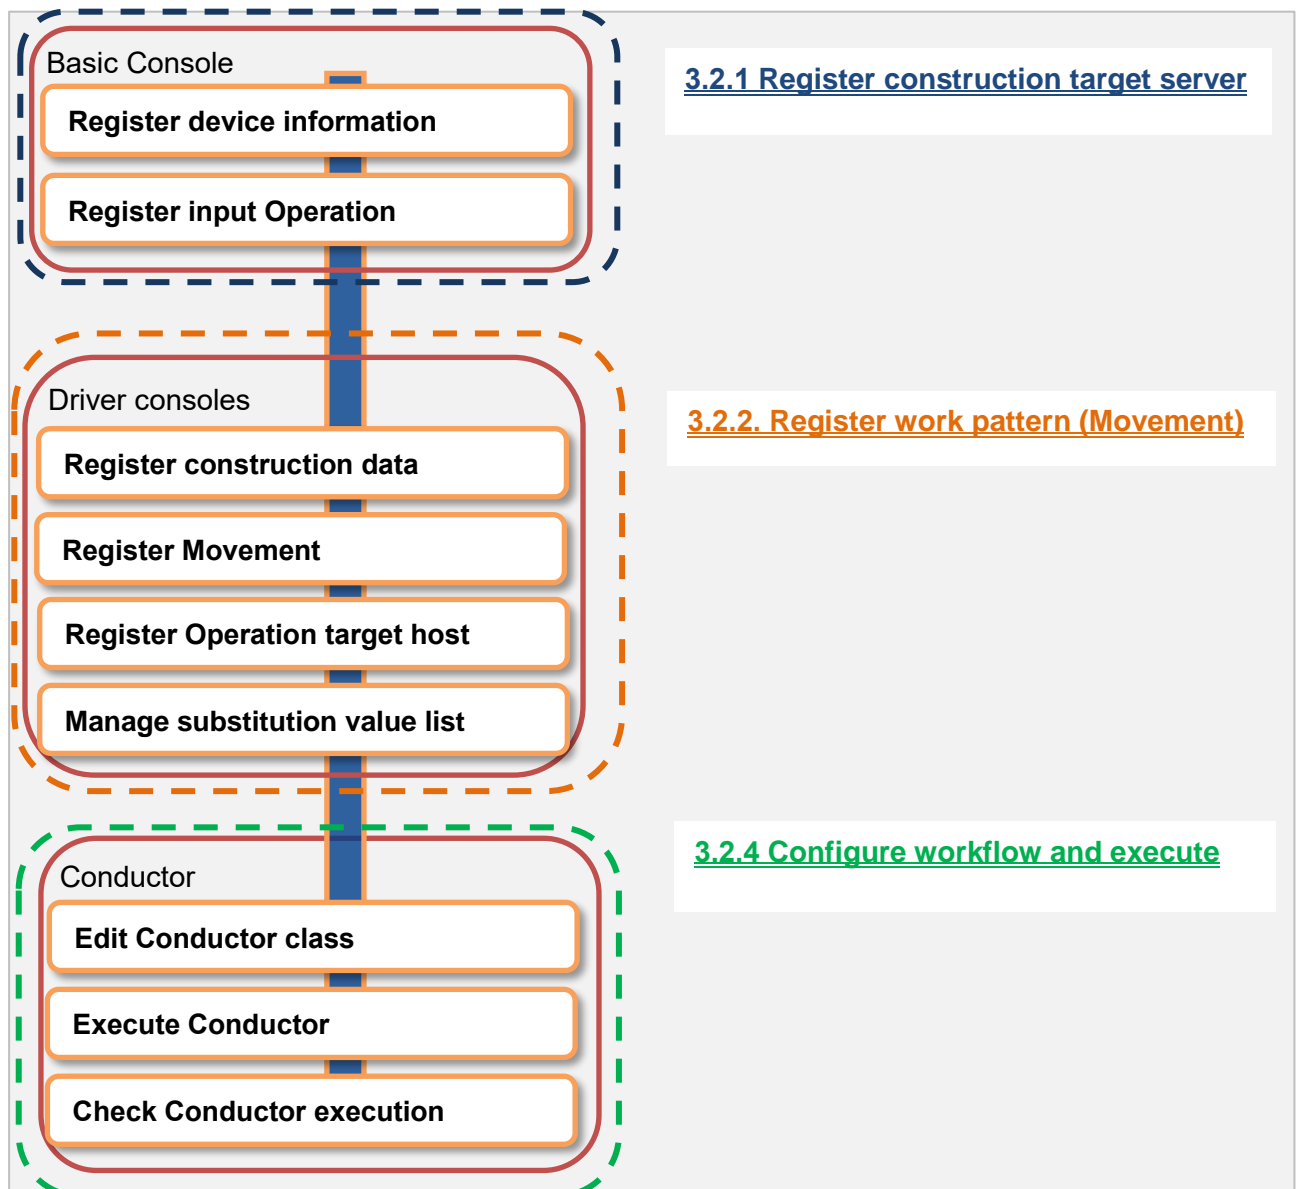 Basic Console
3.2.1 Register construction target server
Register device information
Register input Operation
Driver consoles
3.2.2. Register work pattern (Movement)
Register construction data
Register Movement
Register Operation target host
Manage substitution value list
Conductor
3.2.4 Configure workflow and execute
Edit Conductor class
Execute Conductor
Check Conductor execution